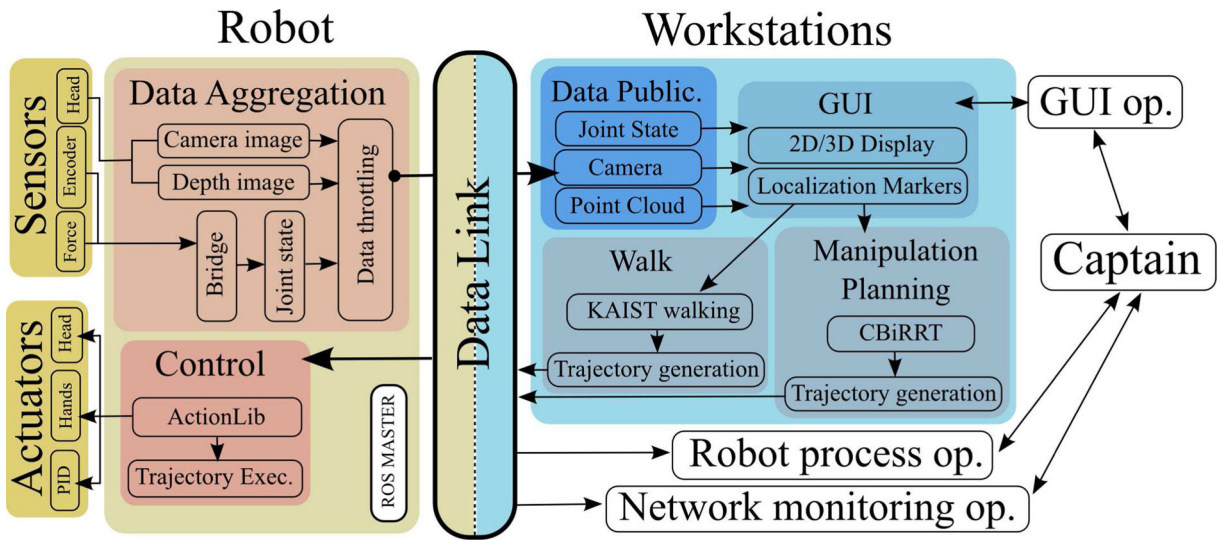 Robot
Workstations
Sensors
Head
Encoder
Force
Data Aggregation
Camera image
Depth image
Bridge
Joint state
Data throttling
Actuators
Head
Hands
PID
Control
ActionLib
Trajectory Exec.
ROS MASTER
Data Link
Data Public.
Joint State
Camera
Point Cloud
GUI
2D/3D Display
Localization Markers
Walk
KAIST walking
Trajectory generation
Manipulation
Planning
CBiRRT
Trajectory generation
GUI op.
Captain
Robot process op.
Network monitoring op.